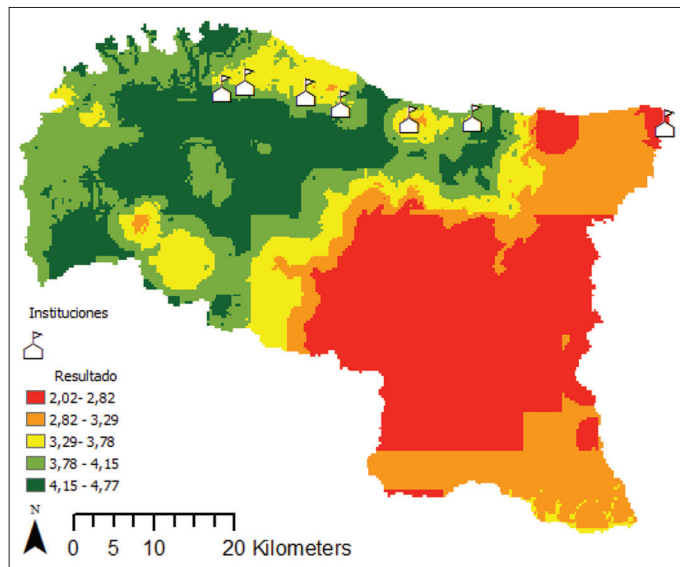 Instituciones
Resultado
2,02- 2,82
2,82 - 3,29
3,29- 3,78
3,78 - 4,15
4,15 - 4,77
N
0 5 10 20 Kilometers